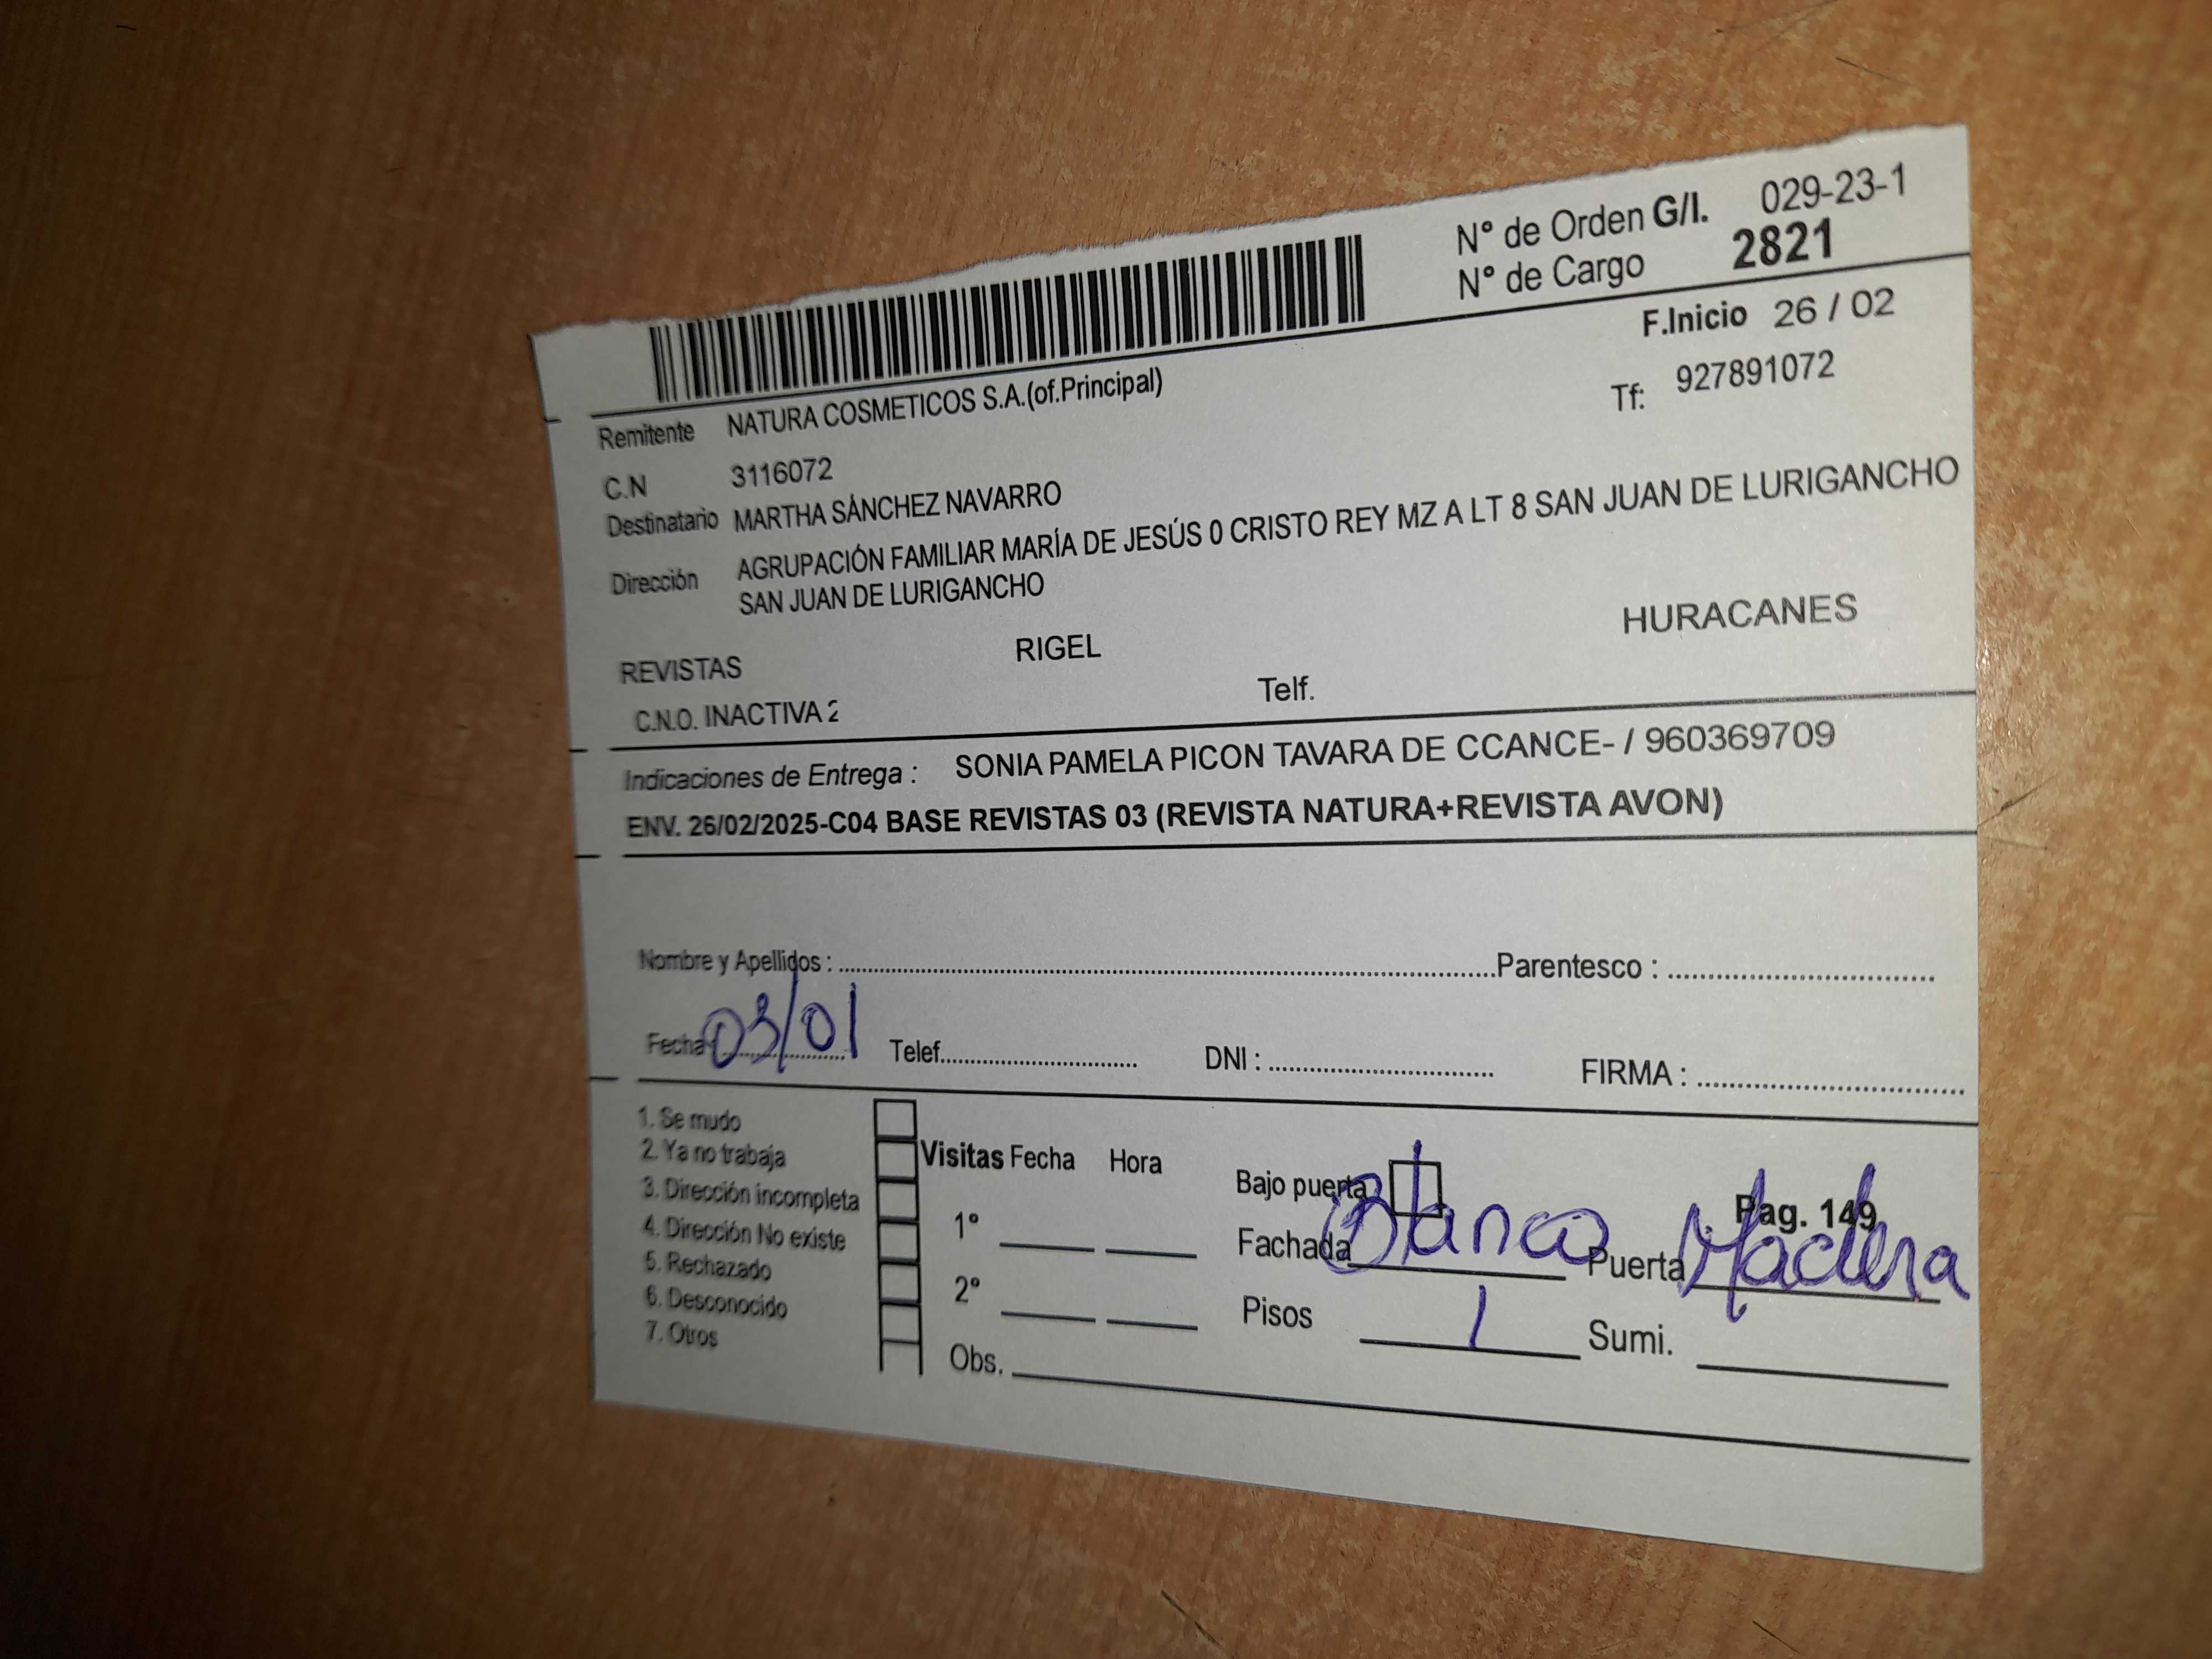 N° de Orden G/I. 029-23-1
N° de Cargo 2821
F.Inicio 26 / 02
Remitente NATURA COSMETICOS S.A.(of.Principal) Tf: 927891072
C.N 3116072
Destinatario MARTHA SÁNCHEZ NAVARRO
Dirección AGRUPACIÓN FAMILIAR MARÍA DE JESÚS 0 CRISTO REY MZ A LT 8 SAN JUAN DE LURIGANCHO
SAN JUAN DE LURIGANCHO
REVISTAS RIGEL HURACANES
C.N.O. INACTIVA 2 Telf.
Indicaciones de Entrega : SONIA PAMELA PICON TAVARA DE CCANCE- / 960369709
ENV. 26/02/2025-C04 BASE REVISTAS 03 (REVISTA NATURA+REVISTA AVON)
Nombre y Apellidos : Parentesco :
Fecha 03/01 Telef. DNI : FIRMA :
1. Se mudo
2. Ya no trabaja
3. Dirección incompleta
4. Dirección No existe
5. Rechazado
6. Desconocido
7. Otros
Visitas Fecha Hora
1°
2°
Obs.
Bajo puerta Pag. 149
Fachada Blanco Puerta Madera
Pisos 1 Sumi.